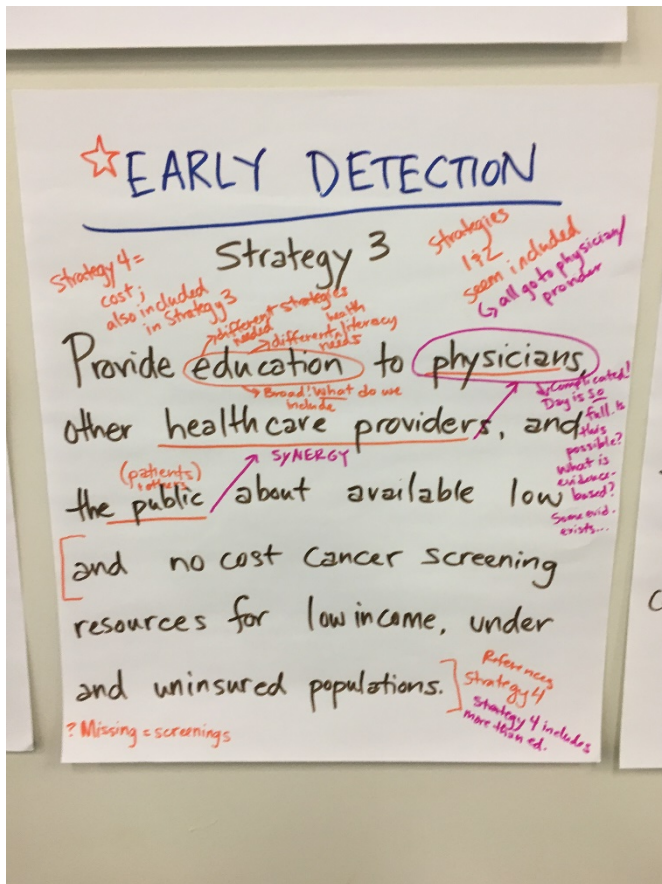 ☆ EARLY DETECTION
Strategy 3
Strategy 4 =
cost;
also included
in Strategy 3
Strategies
1 & 2
seem included
↳ all go to physician/
provider
→ different strategies
needed
→ different literacy
health
needs
Provide education to physicians,
→ Broad! What do we
include
↓ Complicated!
Day is so
full. Is
this
possible?
What is
evidence-
based?
Some evid.
exists...
other healthcare providers, and
SYNERGY
(patients)
+ others
the public about available low
and no cost cancer screening
resources for low income, under
and uninsured populations.
References
Strategy 4
Strategy 4 includes
more than ed.
? Missing = screenings